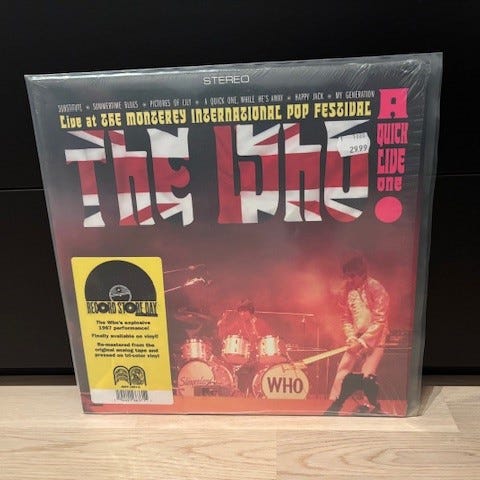 STEREO
SUBSTITUTE ★ SUMMERTIME BLUES ★ PICTURES OF LILY ★ A QUICK ONE, WHILE HE'S AWAY ★ HAPPY JACK ★ MY GENERATION
Live at THE MONTEREY INTERNATIONAL POP FESTIVAL
THE WHO
29.99
A
QUICK
LIVE
ONE
RECORD STORE DAY
The Who's explosive
1967 performance!
Finally available on vinyl!
Re-mastered from the
original analog tape and
pressed on tri-color vinyl
WHO